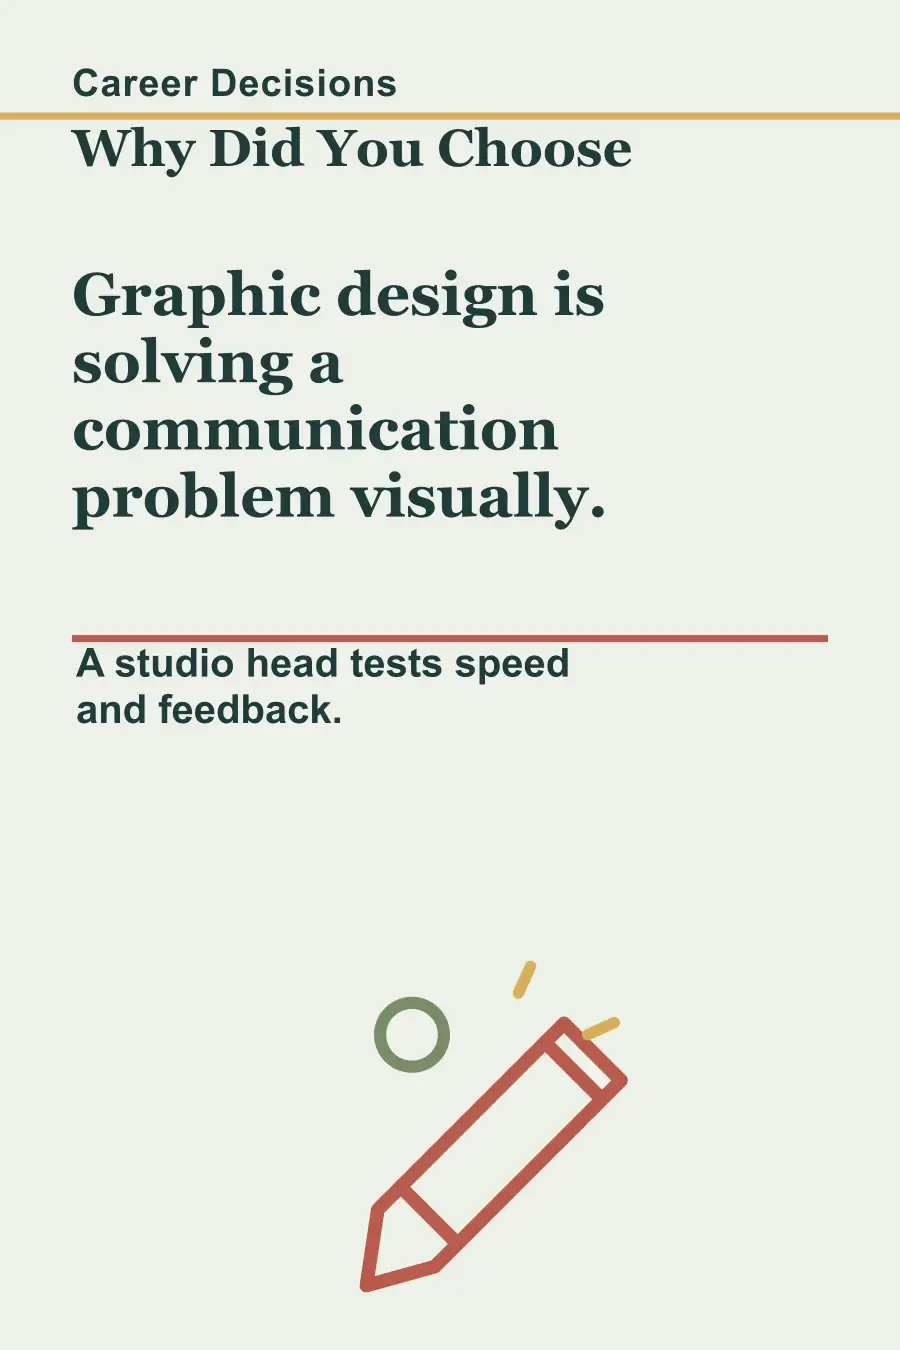 Career Decisions
Why Did You Choose
Graphic design is
solving a
communication
problem visually.
A studio head tests speed
and feedback.